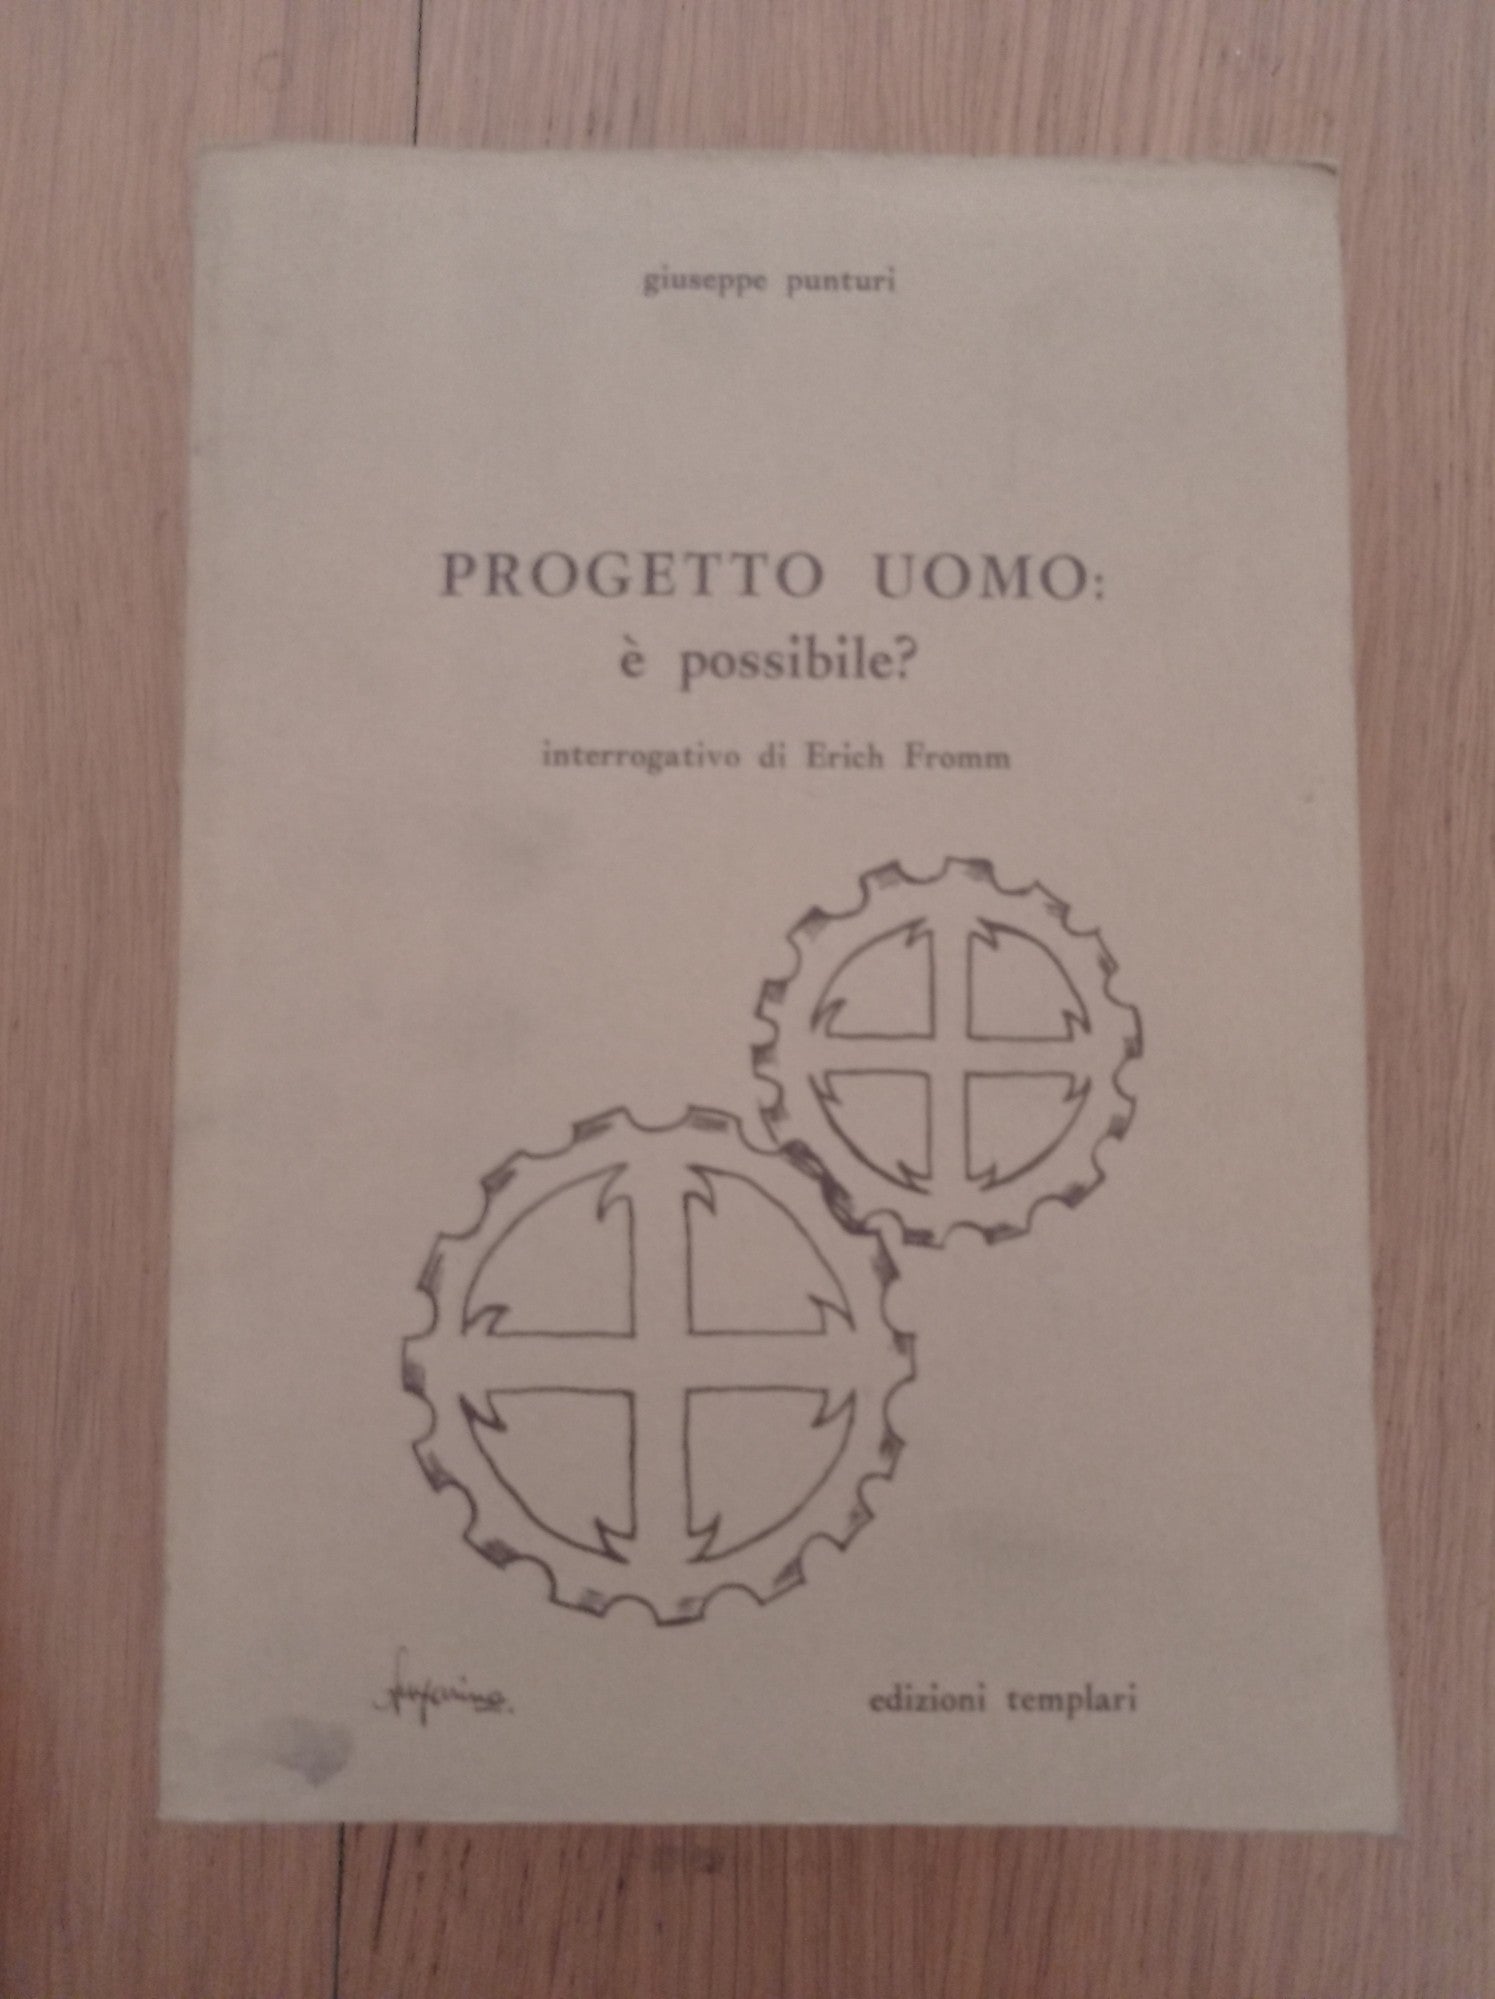 giuseppe punturi
PROGETTO UOMO:
è possibile?
interrogativo di Erich Fromm
edizioni templari